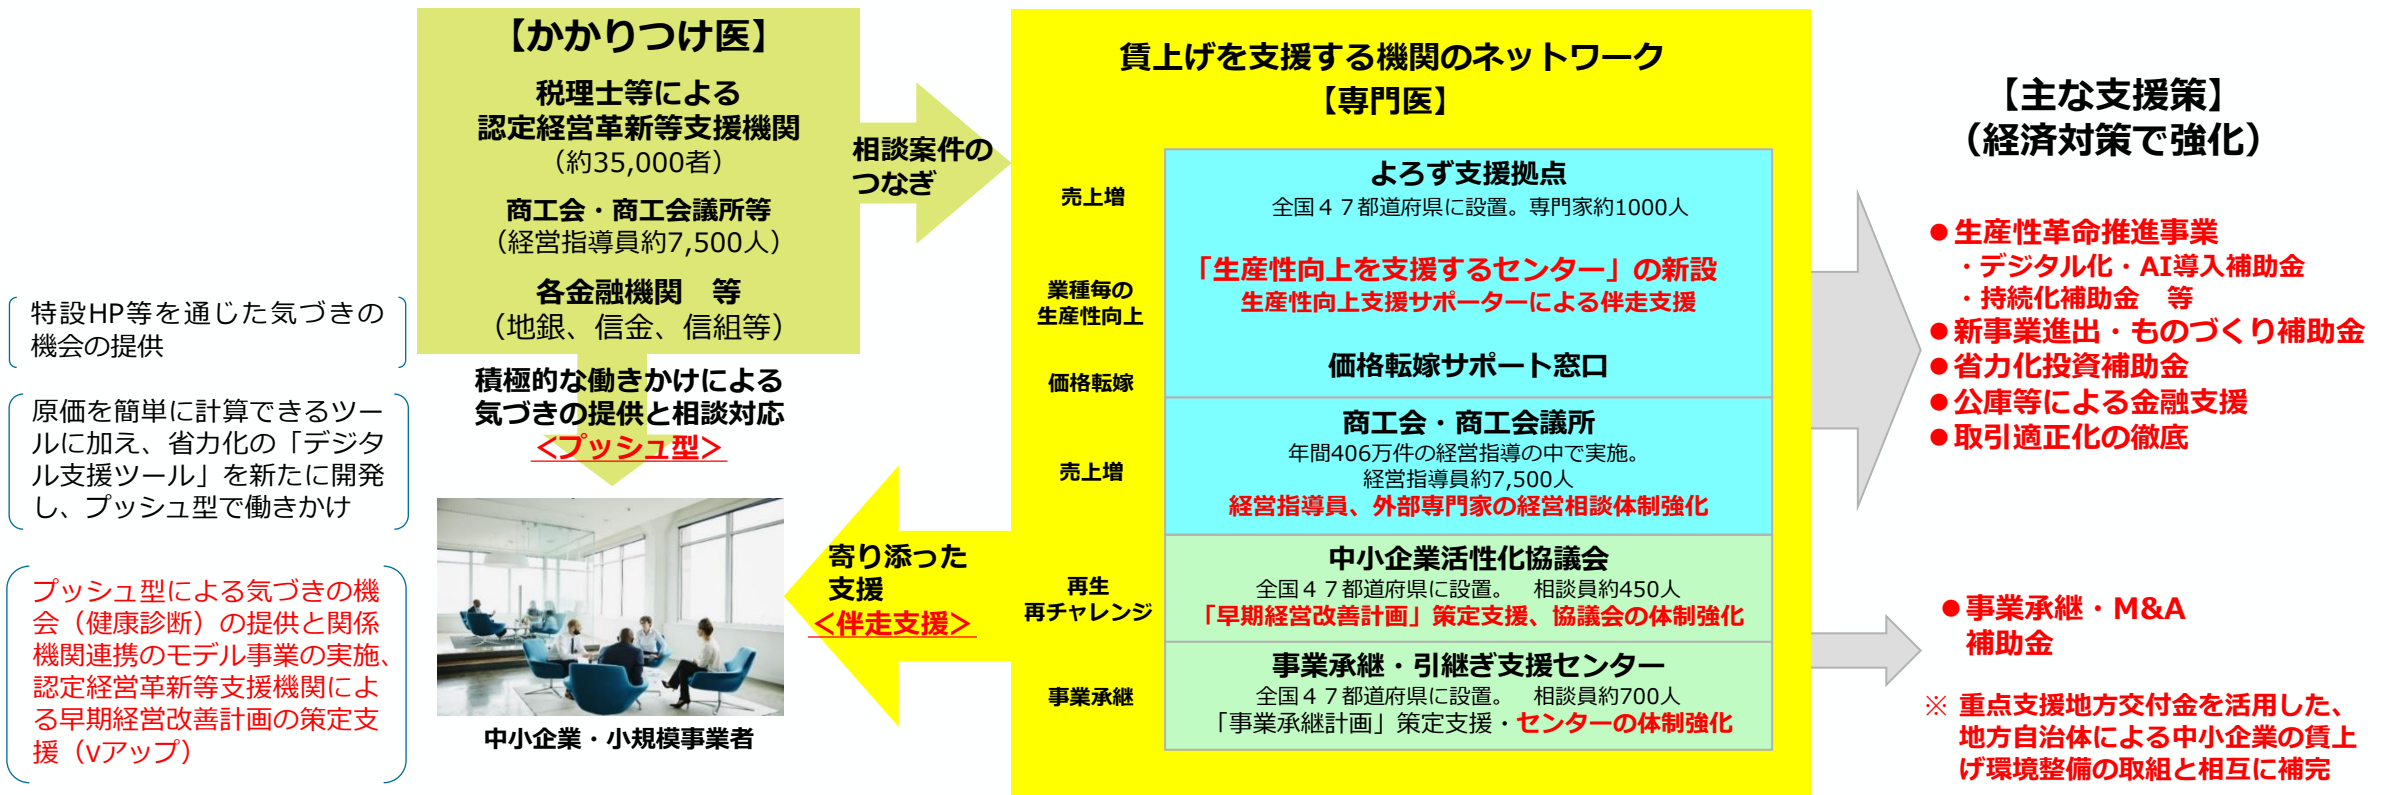 【かかりつけ医】
税理士等による
認定経営革新等支援機関
（約35,000者）
商工会・商工会議所等
（経営指導員約7,500人）
各金融機関　等
（地銀、信金、信組等）
相談案件の
つなぎ
積極的な働きかけによる
気づきの提供と相談対応
<プッシュ型>
特設HP等を通じた気づきの
機会の提供
原価を簡単に計算できるツー
ルに加え、省力化の「デジタ
ル支援ツール」を新たに開発
し、プッシュ型で働きかけ
プッシュ型による気づきの機
会（健康診断）の提供と関係
機関連携のモデル事業の実施、
認定経営革新等支援機関によ
る早期経営改善計画の策定支
援（Vアップ）
中小企業・小規模事業者
寄り添った
支援
<伴走支援>
賃上げを支援する機関のネットワーク
【専門医】
売上増
よろず支援拠点
全国４７都道府県に設置。専門家約1000人
業種毎の
生産性向上
「生産性向上を支援するセンター」の新設
生産性向上支援サポーターによる伴走支援
価格転嫁
価格転嫁サポート窓口
売上増
商工会・商工会議所
年間406万件の経営指導の中で実施。
経営指導員約7,500人
経営指導員、外部専門家の経営相談体制強化
再生
再チャレンジ
中小企業活性化協議会
全国４７都道府県に設置。　相談員約450人
「早期経営改善計画」策定支援、協議会の体制強化
事業承継
事業承継・引継ぎ支援センター
全国４７都道府県に設置。　相談員約700人
「事業承継計画」策定支援・センターの体制強化
【主な支援策】
（経済対策で強化）
●生産性革命推進事業
・デジタル化・AI導入補助金
・持続化補助金　等
●新事業進出・ものづくり補助金
●省力化投資補助金
●公庫等による金融支援
●取引適正化の徹底
●事業承継・M&A
補助金
※ 重点支援地方交付金を活用した、
地方自治体による中小企業の賃上
げ環境整備の取組と相互に補完